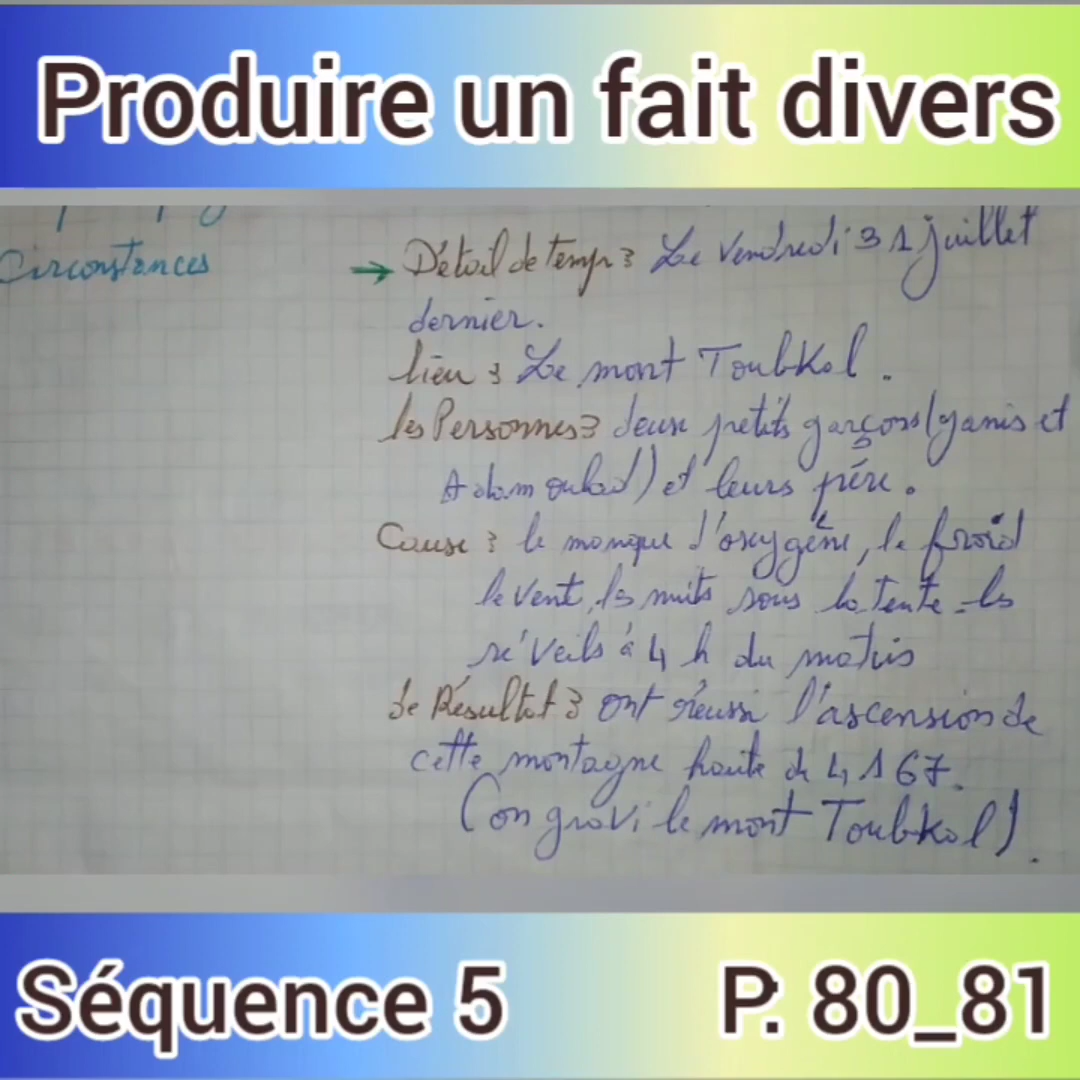 Produire un fait divers
Circonstances
→ Détail de temps : Le Vendredi 31 juillet
dernier.
lieu : Le mont Toubkal.
les Personnes : deux petits garçons (yanis et
Adam oulad) et leurs père.
Cause : le manque d'oxygène, le froid
le vent, les nuits sous la tente - les
réveils à 4 h du matin
le Résultat : ont réussi l'ascension de
cette montagne haute de 4 167.
(on gravi le mont Toubkal).
Séquence 5 P. 80_81